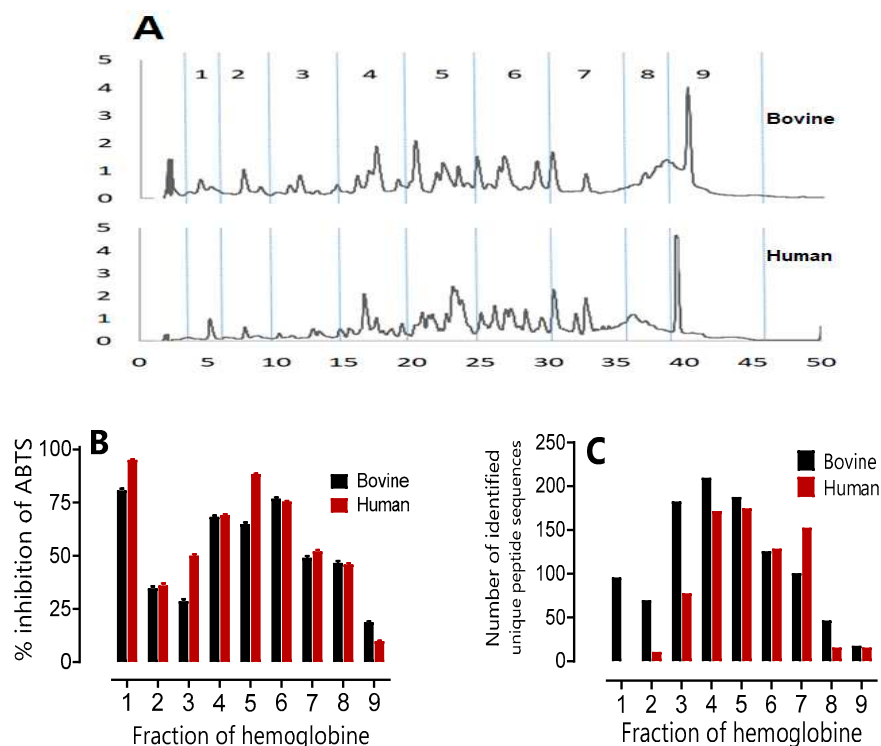 A
5
4
3
2
1
0
1 2 3 4 5 6 7 8 9
Bovine
5
4
3
2
1
0
Human
0 5 10 15 20 25 30 35 40 45 50
B
% inhibition of ABTS
100
75
50
25
0
Bovine
Human
1 2 3 4 5 6 7 8 9
Fraction of hemoglobine
C
Number of identified
unique peptide sequences
250
200
150
100
50
0
Bovine
Human
1 2 3 4 5 6 7 8 9
Fraction of hemoglobine